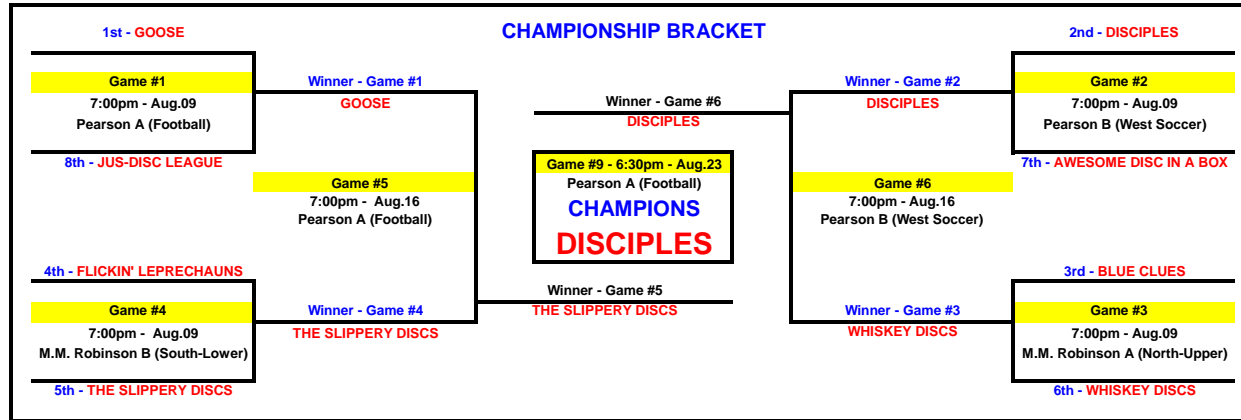 CHAMPIONSHIP BRACKET
1st - GOOSE
Game #1
7:00pm - Aug.09
Pearson A (Football)
8th - JUS-DISC LEAGUE
Winner - Game #1
GOOSE
Game #5
7:00pm - Aug.16
Pearson A (Football)
4th - FLICKIN' LEPRECHAUNS
Game #4
7:00pm - Aug.09
M.M. Robinson B (South-Lower)
5th - THE SLIPPERY DISCS
Winner - Game #4
THE SLIPPERY DISCS
Winner - Game #6
DISCIPLES
Game #9 - 6:30pm - Aug.23
Pearson A (Football)
CHAMPIONS
DISCIPLES
Winner - Game #5
THE SLIPPERY DISCS
Winner - Game #2
DISCIPLES
Game #6
7:00pm - Aug.16
Pearson B (West Soccer)
Winner - Game #3
WHISKEY DISCS
2nd - DISCIPLES
Game #2
7:00pm - Aug.09
Pearson B (West Soccer)
7th - AWESOME DISC IN A BOX
3rd - BLUE CLUES
Game #3
7:00pm - Aug.09
M.M. Robinson A (North-Upper)
6th - WHISKEY DISCS